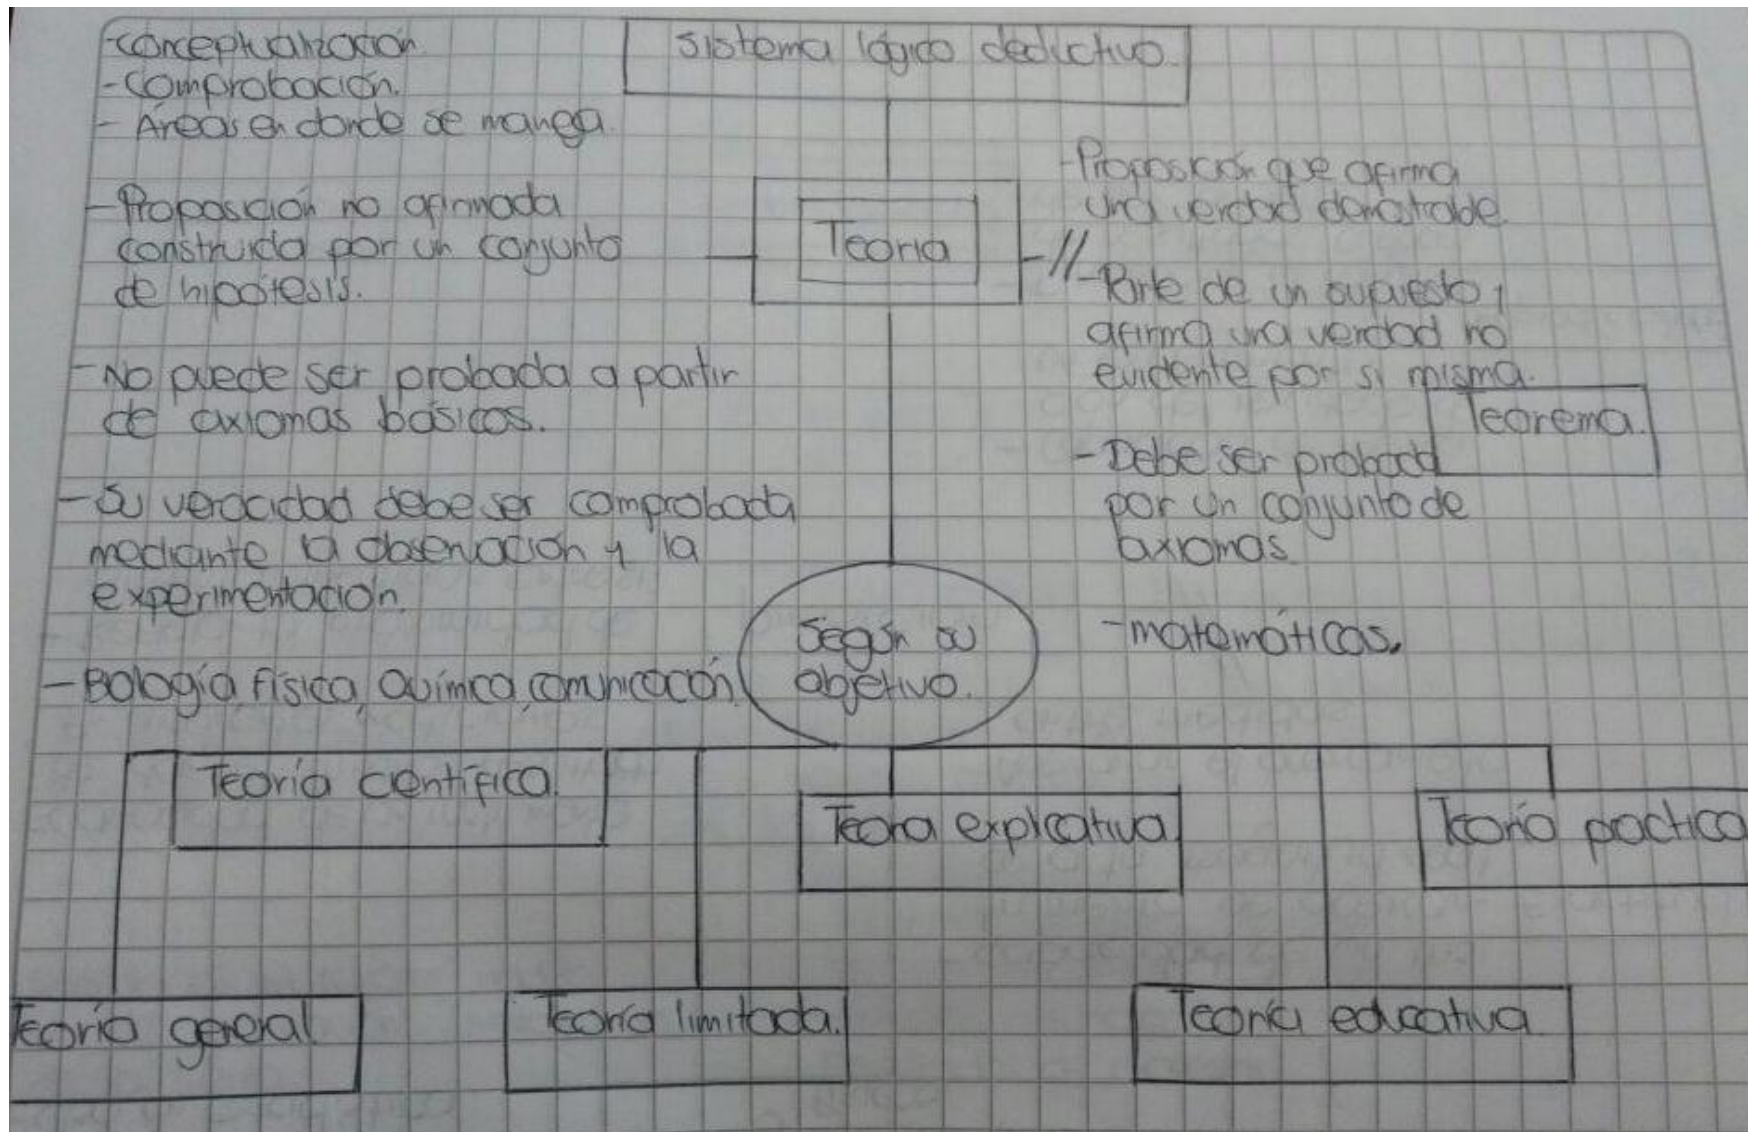 -conceptualización
-Comprobación.
- Áreas en donde se maneja.
sistema lógico deductivo.
-Proposición no afirmada
construida por un conjunto
de hipótesis.
-No puede ser probada a partir
de axiomas básicos.
-Su veracidad debe ser comprobada
mediante la observación y la
experimentación.
-Biología, física, química, comunicación
Teoría
//
-Proposición que afirma
una verdad demostrable.
-Parte de un supuesto y
afirma una verdad no
evidente por si misma.
Teorema.
-Debe ser probad
por un conjunto de
axiomas
-matemáticas.
Según su
objetivo.
Teoría científica.
Teoría explicativa
Teoría practica
Teoría general
Teoría limitada.
Teoría educativa